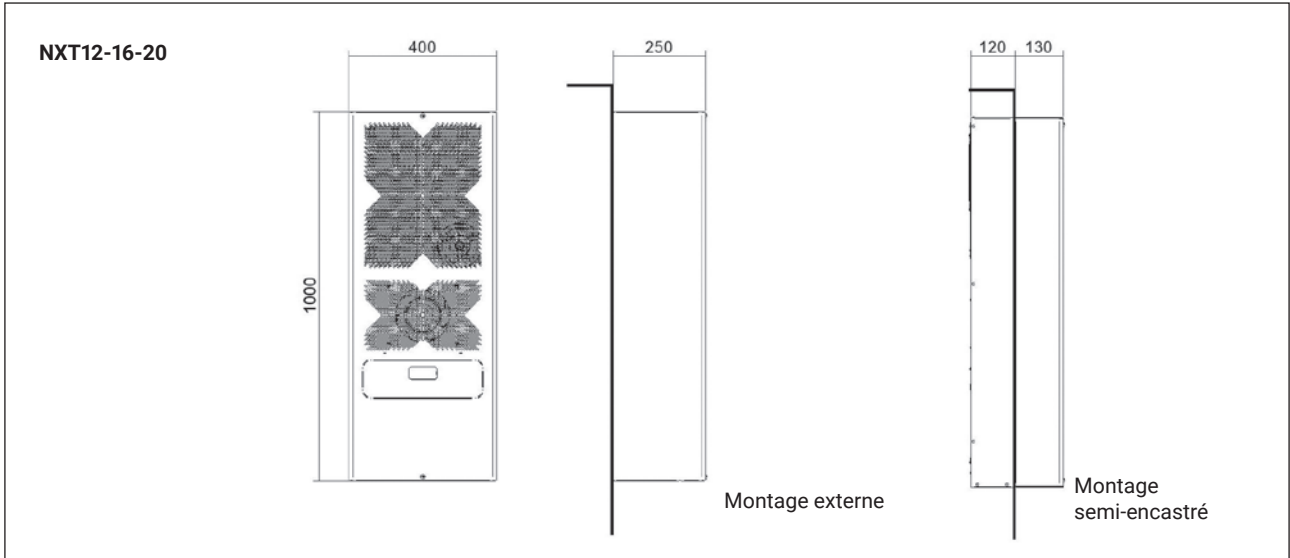 NXT12-16-20
400
250
120
130
1000
Montage externe
Montage
semi-encastré